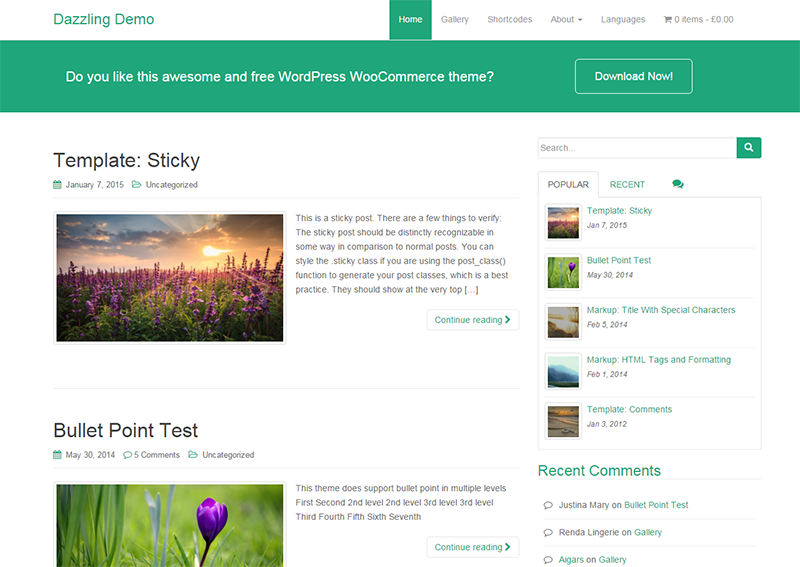 Dazzling Demo
Home Gallery Shortcodes About Languages 0 items - £0.00
Do you like this awesome and free WordPress WooCommerce theme? Download Now!
Template: Sticky
January 7, 2015 Uncategorized
This is a sticky post. There are a few things to verify:
The sticky post should be distinctly recognizable in
some way in comparison to normal posts. You can
style the .sticky class if you are using the post_class()
function to generate your post classes, which is a best
practice. They should show at the very top […]
Continue reading
Bullet Point Test
May 30, 2014 5 Comments Uncategorized
This theme does support bullet point in multiple levels
First Second 2nd level 2nd level 3rd level 3rd level
Third Fourth Fifth Sixth Seventh
Continue reading
Search...
POPULAR RECENT
Template: Sticky
Jan 7, 2015
Bullet Point Test
May 30, 2014
Markup: Title With Special Characters
Feb 5, 2014
Markup: HTML Tags and Formatting
Feb 1, 2014
Template: Comments
Jan 3, 2012
Recent Comments
Justina Mary on Bullet Point Test
Renda Lingerie on Gallery
Aigars on Gallery